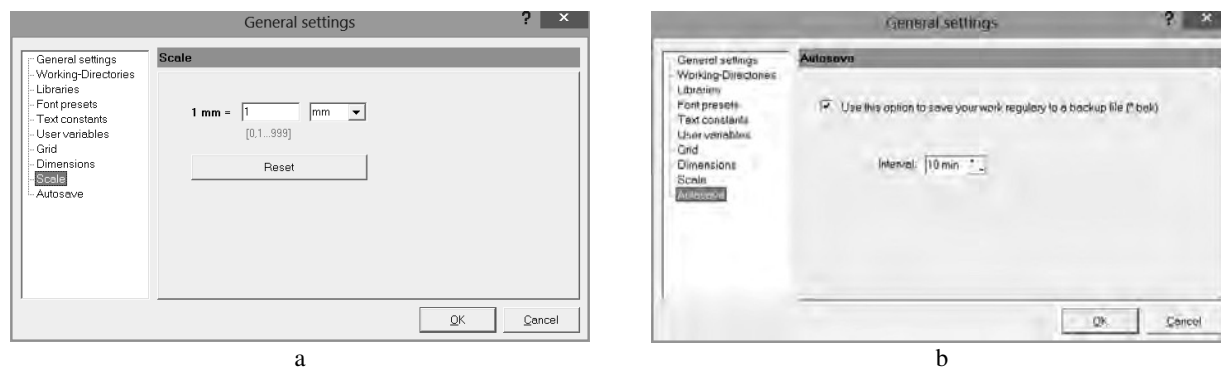 General settings
? ×
General settings
Working-Directories
Libraries
Font presets
Text constants
User variables
Grid
Dimensions
Scale
Autosave
Scale
1 mm = 1 mm
[0,1...999]
Reset
OK Cancel
a
General settings
? ×
General settings
Working-Directories
Libraries
Font presets
Text constants
User variables
Grid
Dimensions
Scale
Autosave
Autosave
Use this option to save your work regulary to a backup file (*.bak)
Interval: 10 min
OK Cancel
b